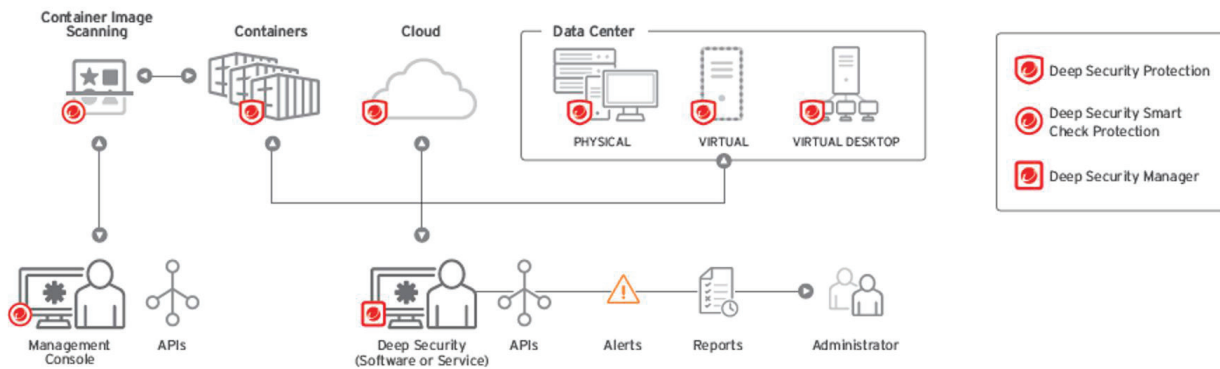 Container Image
Scanning
Containers
Cloud
Data Center
PHYSICAL
VIRTUAL
VIRTUAL DESKTOP
Deep Security Protection
Deep Security Smart
Check Protection
Deep Security Manager
Management
Console
APIs
Deep Security
(Software or Service)
APIs
Alerts
Reports
Administrator